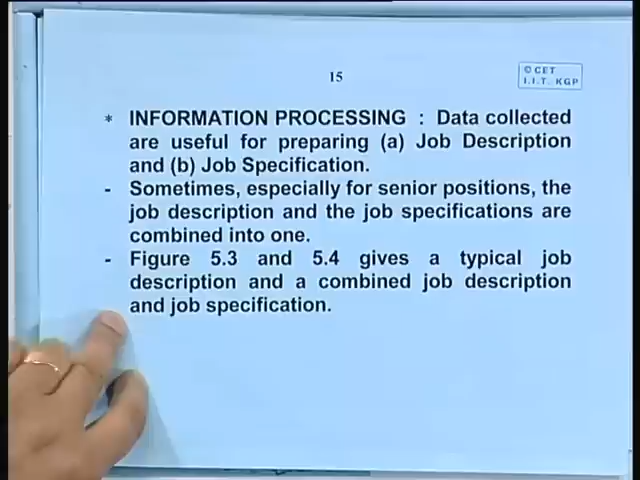 15
© CET
I.I.T. KGP
* INFORMATION PROCESSING : Data collected
are useful for preparing (a) Job Description
and (b) Job Specification.
- Sometimes, especially for senior positions, the
job description and the job specifications are
combined into one.
- Figure 5.3 and 5.4 gives a typical job
description and a combined job description
and job specification.